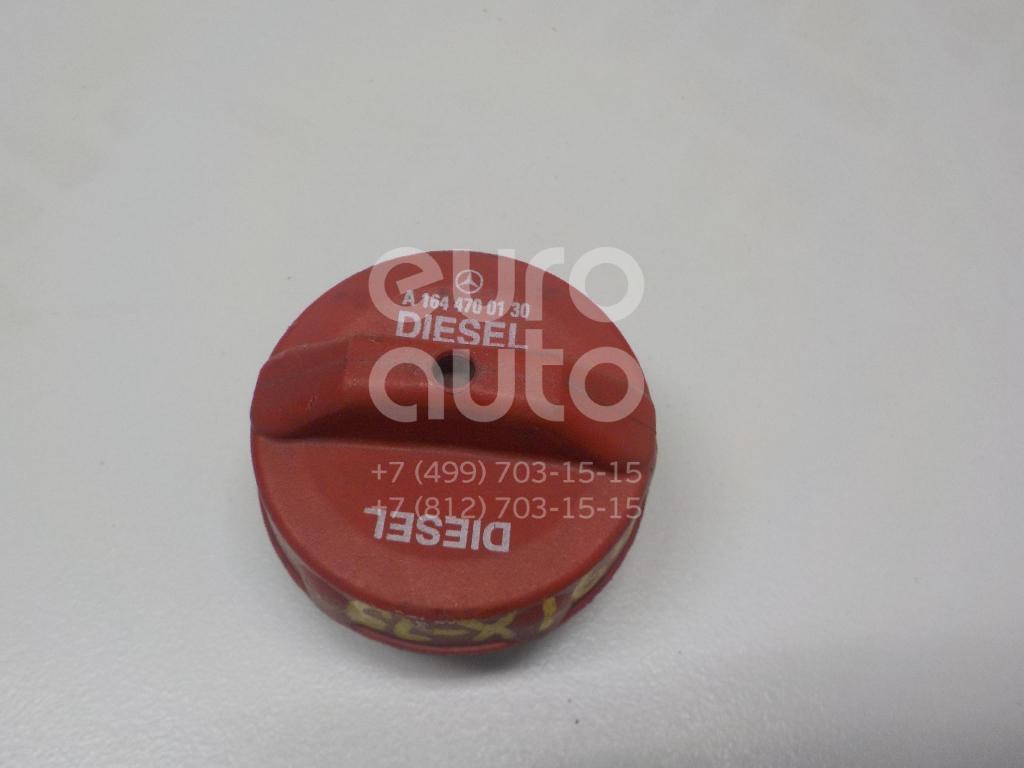 euro
auto
A 164 470 01 30
DIESEL
+7 (499) 703-15-15
+7 (812) 703-15-15
DIESEL